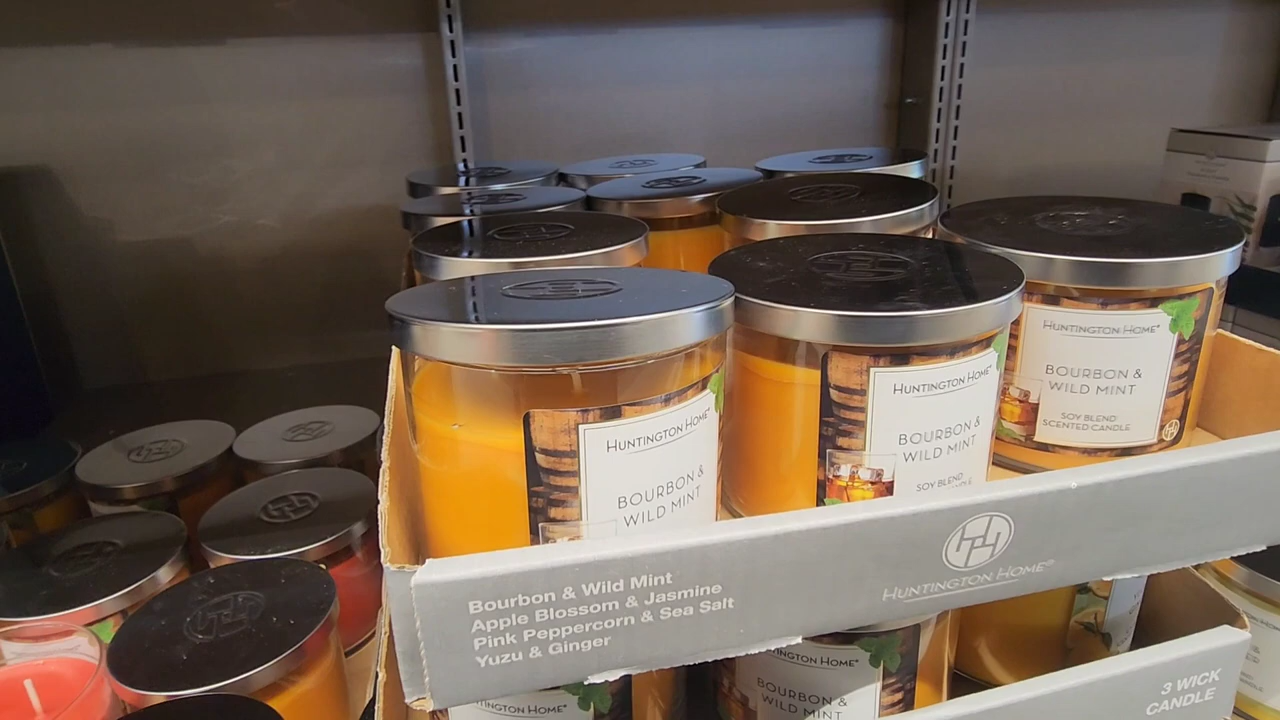 HUNTINGTON HOME®
BOURBON &
WILD MINT
SOY BLEND
SCENTED CANDLE
HUNTINGTON HOME®
BOURBON &
WILD MINT
SOY BLEND
HUNTINGTON HOME®
BOURBON &
WILD MINT
Bourbon & Wild Mint
Apple Blossom & Jasmine
Pink Peppercorn & Sea Salt
Yuzu & Ginger
HUNTINGTON HOME®
HUNTINGTON HOME®
BOURBON &
WILD MINT
HUNTINGTON HOME®
3 WICK
CANDLE